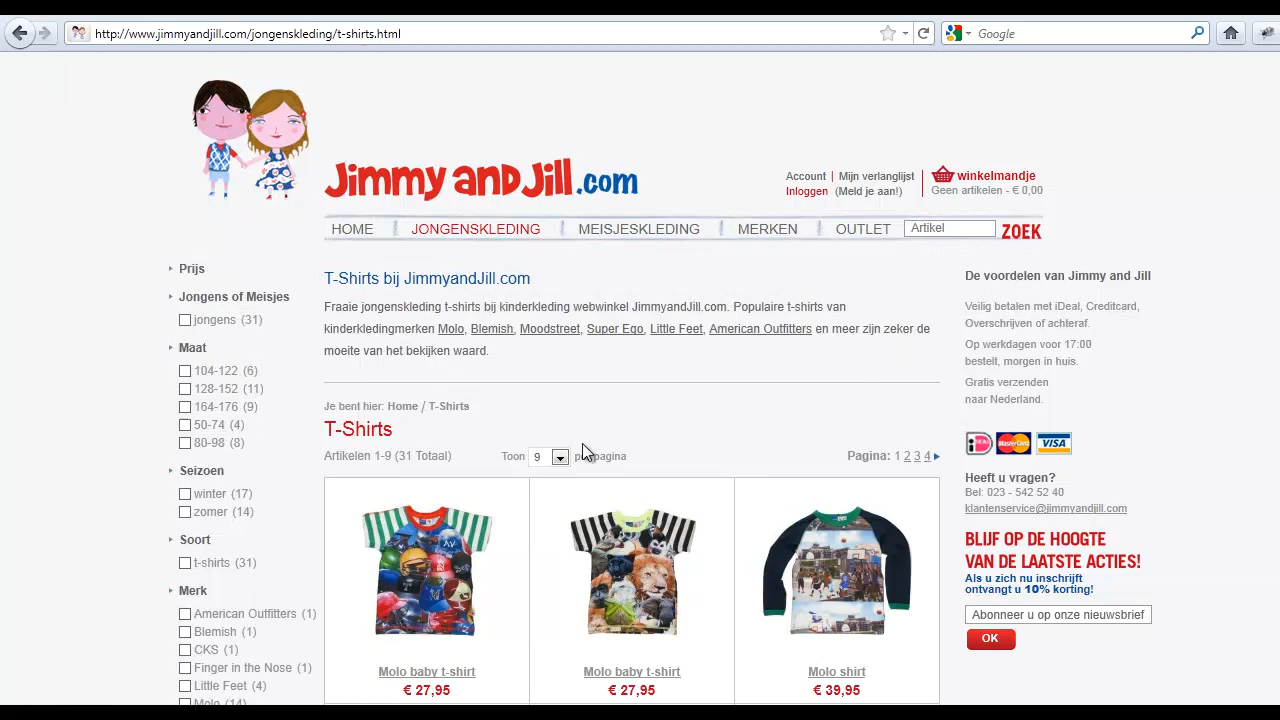 http://www.jimmyandjill.com/jongenskleding/t-shirts.html
Google
Jimmy and Jill.com
Account | Mijn verlanglijst
Inloggen (Meld je aan!)
winkelmandje
Geen artikelen - € 0,00
HOME JONGENSKLEDING MEISJESKLEDING MERKEN OUTLET Artikel ZOEK
Prijs
Jongens of Meisjes
jongens (31)
Maat
104-122 (6)
128-152 (11)
164-176 (9)
50-74 (4)
80-98 (8)
Seizoen
winter (17)
zomer (14)
Soort
t-shirts (31)
Merk
American Outfitters (1)
Blemish (1)
CKS (1)
Finger in the Nose (1)
Little Feet (4)
Molo (14)
T-Shirts bij JimmyandJill.com
Fraaie jongenskleding t-shirts bij kinderkleding webwinkel JimmyandJill.com. Populaire t-shirts van
kinderkledingmerken Molo, Blemish, Moodstreet, Super Ego, Little Feet, American Outfitters en meer zijn zeker de
moeite van het bekijken waard.
Je bent hier: Home / T-Shirts
T-Shirts
Artikelen 1-9 (31 Totaal) Toon 9 pagina Pagina: 1 2 3 4
Molo baby t-shirt
€ 27,95
Molo baby t-shirt
€ 27,95
Molo shirt
€ 39,95
De voordelen van Jimmy and Jill
Veilig betalen met iDeal, Creditcard,
Overschrijven of achteraf.
Op werkdagen voor 17:00
bestelt, morgen in huis.
Gratis verzenden
naar Nederland.
MasterCard VISA
Heeft u vragen?
Bel: 023 - 542 52 40
klantenservice@jimmyandjill.com
BLIJF OP DE HOOGTE
VAN DE LAATSTE ACTIES!
Als u zich nu inschrijft
ontvangt u 10% korting!
Abonneer u op onze nieuwsbrief
OK